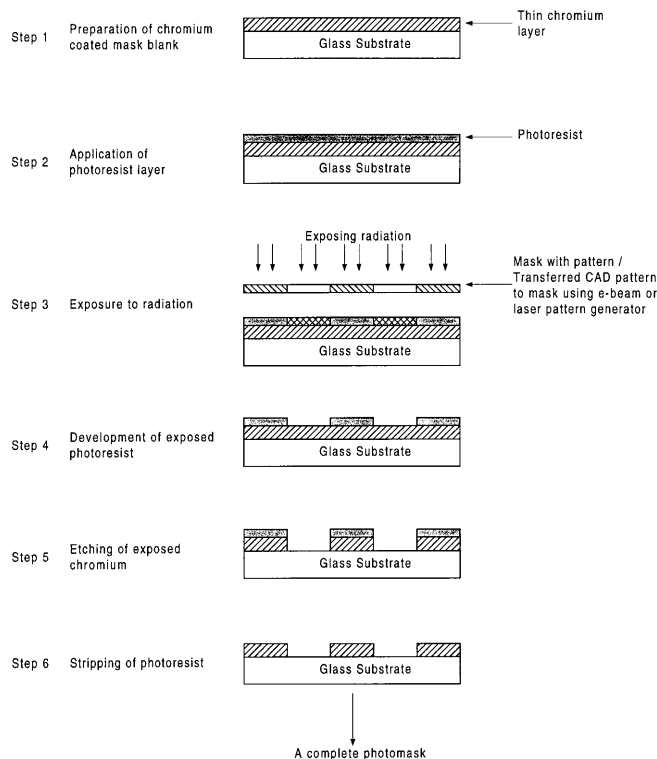 Step 1
Preparation of chromium
coated mask blank
Thin chromium
layer
Glass Substrate
Step 2
Application of
photoresist layer
Photoresist
Glass Substrate
Exposing radiation
Step 3
Exposure to radiation
Mask with pattern /
Transferred CAD pattern
to mask using e-beam or
laser pattern generator
Glass Substrate
Step 4
Development of exposed
photoresist
Glass Substrate
Step 5
Etching of exposed
chromium
Glass Substrate
Step 6
Stripping of photoresist
Glass Substrate
A complete photomask